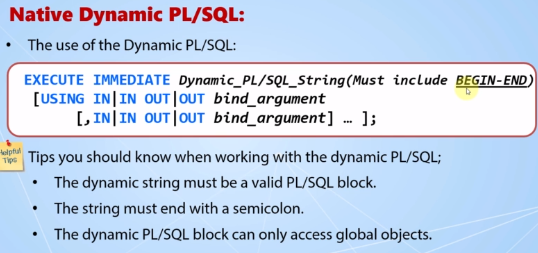 Native Dynamic PL/SQL:
• The use of the Dynamic PL/SQL:
EXECUTE IMMEDIATE Dynamic_PL/SQL_String(Must include BEGIN-END)
[USING IN|IN OUT|OUT bind_argument
[,IN|IN OUT|OUT bind_argument] … ];
Helpful
Tips
Tips you should know when working with the dynamic PL/SQL;
• The dynamic string must be a valid PL/SQL block.
• The string must end with a semicolon.
• The dynamic PL/SQL block can only access global objects.